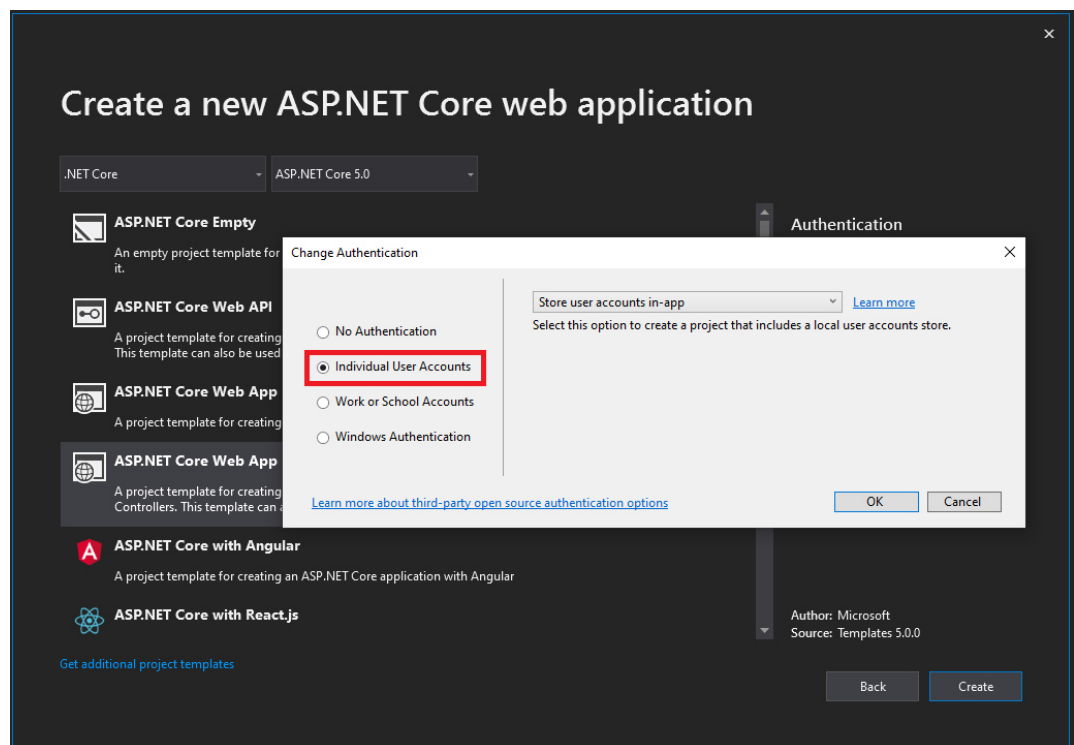 Create a new ASP.NET Core web application
.NET Core
ASP.NET Core 5.0
ASP.NET Core Empty
An empty project template for
it.
ASP.NET Core Web API
A project template for creating
This template can also be used
ASP.NET Core Web App
A project template for creating
ASP.NET Core Web App
A project template for creating
Controllers. This template can
ASP.NET Core with Angular
A project template for creating an ASP.NET Core application with Angular
ASP.NET Core with React.js
Get additional project templates
Authentication
Change Authentication
No Authentication
Individual User Accounts
Work or School Accounts
Windows Authentication
Store user accounts in-app
Learn more
Select this option to create a project that includes a local user accounts store.
Learn more about third-party open source authentication options
OK
Cancel
Author: Microsoft
Source: Templates 5.0.0
Back
Create